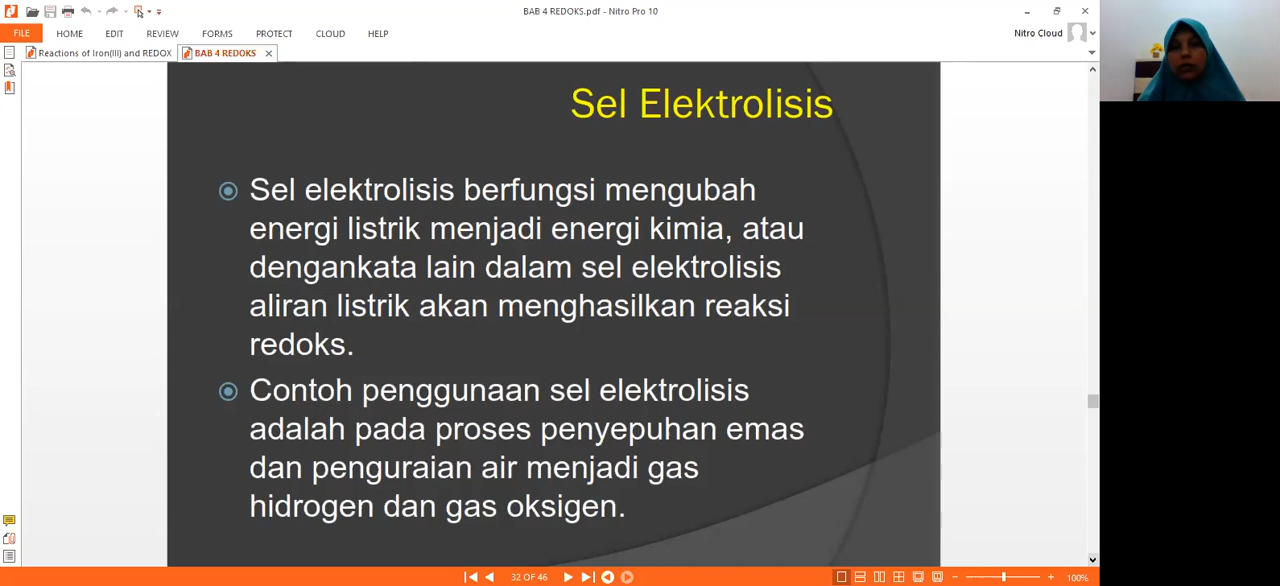 BAB 4 REDOKS.pdf - Nitro Pro 10
FILE HOME EDIT REVIEW FORMS PROTECT CLOUD HELP
Nitro Cloud
Reactions of Iron(III) and REDOX BAB 4 REDOKS
Sel Elektrolisis
Sel elektrolisis berfungsi mengubah
energi listrik menjadi energi kimia, atau
dengankata lain dalam sel elektrolisis
aliran listrik akan menghasilkan reaksi
redoks.
Contoh penggunaan sel elektrolisis
adalah pada proses penyepuhan emas
dan penguraian air menjadi gas
hidrogen dan gas oksigen.
32 OF 46
100%